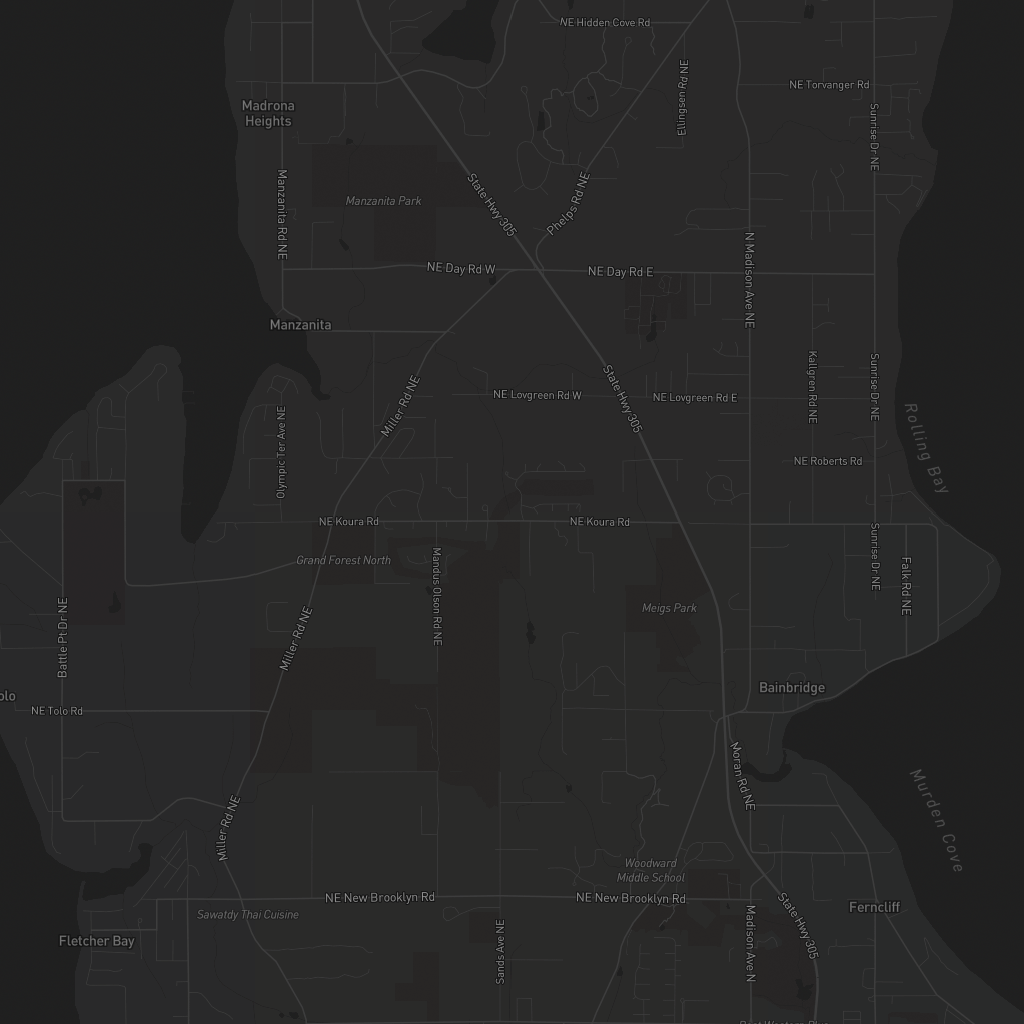 NE Hidden Cove Rd
Ellingsen Rd NE
NE Torvanger Rd
Madrona
Heights
Sunrise Dr NE
Manzanita Rd NE
Manzanita Park
State Hwy 305
Phelps Rd NE
N Madison Ave NE
NE Day Rd W
NE Day Rd E
Manzanita
Miller Rd NE
State Hwy 305
Kallgren Rd NE
Sunrise Dr NE
NE Lovgreen Rd W
NE Lovgreen Rd E
Olympic Ter Ave NE
Rolling Bay
NE Roberts Rd
NE Koura Rd
NE Koura Rd
Sunrise Dr NE
Falk Rd NE
Grand Forest North
Mandus Olson Rd NE
Meigs Park
Battle Pt Dr NE
Miller Rd NE
Bainbridge
olo
NE Tolo Rd
Moran Rd NE
Murden Cove
Miller Rd NE
Woodward
Middle School
NE New Brooklyn Rd
NE New Brooklyn Rd
Sawatdy Thai Cuisine
Ferncliff
Fletcher Bay
Sands Ave NE
Madison Ave N
State Hwy 305